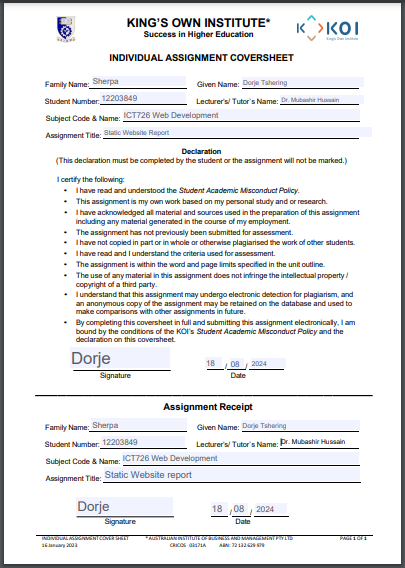 KING'S OWN INSTITUTE*
Success in Higher Education
KOI
King's Own Institute
INDIVIDUAL ASSIGNMENT COVERSHEET
Family Name: Sherpa Given Name: Dorje Tshering
Student Number: 12203849 Lecturer's/ Tutor's Name: Dr. Mubashir Hussain
Subject Code & Name: ICT726 Web Development
Assignment Title: Static Website Report
Declaration
(This declaration must be completed by the student or the assignment will not be marked.)
I certify the following:
• I have read and understood the Student Academic Misconduct Policy.
• This assignment is my own work based on my personal study and or research.
• I have acknowledged all material and sources used in the preparation of this assignment
including any material generated in the course of my employment.
• The assignment has not previously been submitted for assessment.
• I have not copied in part or in whole or otherwise plagiarised the work of other students.
• I have read and I understand the criteria used for assessment.
• The assignment is within the word and page limits specified in the unit outline.
• The use of any material in this assignment does not infringe the intellectual property /
copyright of a third party.
• I understand that this assignment may undergo electronic detection for plagiarism, and
an anonymous copy of the assignment may be retained on the database and used to
make comparisons with other assignments in future.
• By completing this coversheet in full and submitting this assignment electronically, I am
bound by the conditions of the KOI's Student Academic Misconduct Policy and the
declaration on this coversheet.
Dorje 18 / 08 / 2024
Signature Date
Assignment Receipt
Family Name: Sherpa Given Name: Dorje Tshering
Student Number: 12203849 Lecturer's/ Tutor's Name: Dr. Mubashir Hussain
Subject Code & Name: ICT726 Web Development
Assignment Title: Static Website report
Dorje 18 / 08 / 2024
Signature Date
INDIVIDUAL ASSIGNMENT COVER SHEET * AUSTRALIAN INSTITUTE OF BUSINESS & MANAGEMENT PTY LTD PAGE 1 OF 1
16 January 2023 CRICOS 03171A ABN: 72 132 629 979